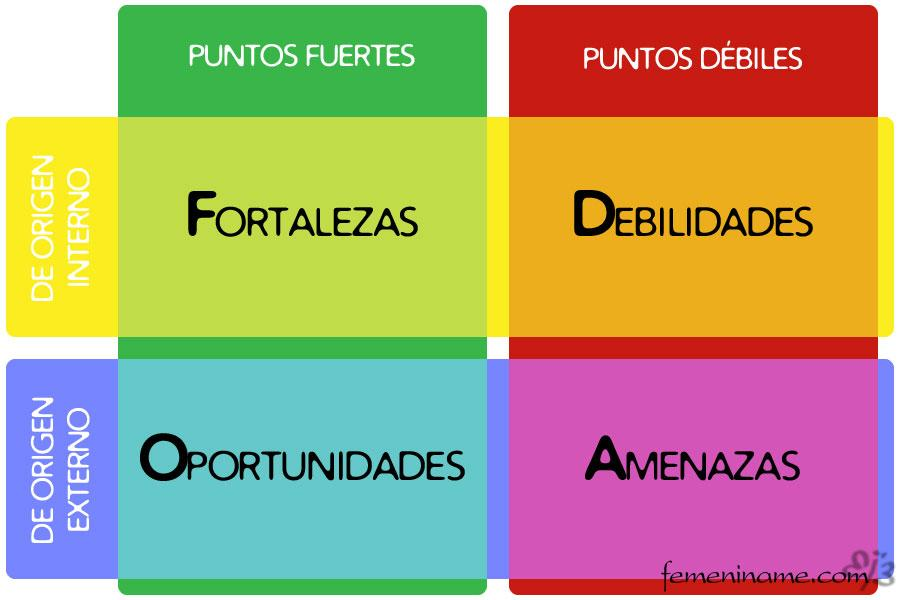 PUNTOS FUERTES
PUNTOS DÉBILES
DE ORIGEN
INTERNO
FORTALEZAS
DEBILIDADES
DE ORIGEN
EXTERNO
OPORTUNIDADES
AMENAZAS
femeniname.com